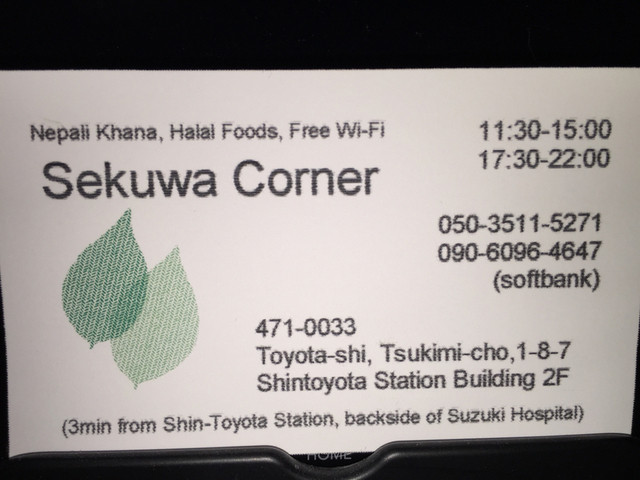 Nepali Khana, Halal Foods, Free Wi-Fi
Sekuwa Corner
11:30-15:00
17:30-22:00
050-3511-5271
090-6096-4647
(softbank)
471-0033
Toyota-shi, Tsukimi-cho,1-8-7
Shintoyota Station Building 2F
(3min from Shin-Toyota Station, backside of Suzuki Hospital)
HOME